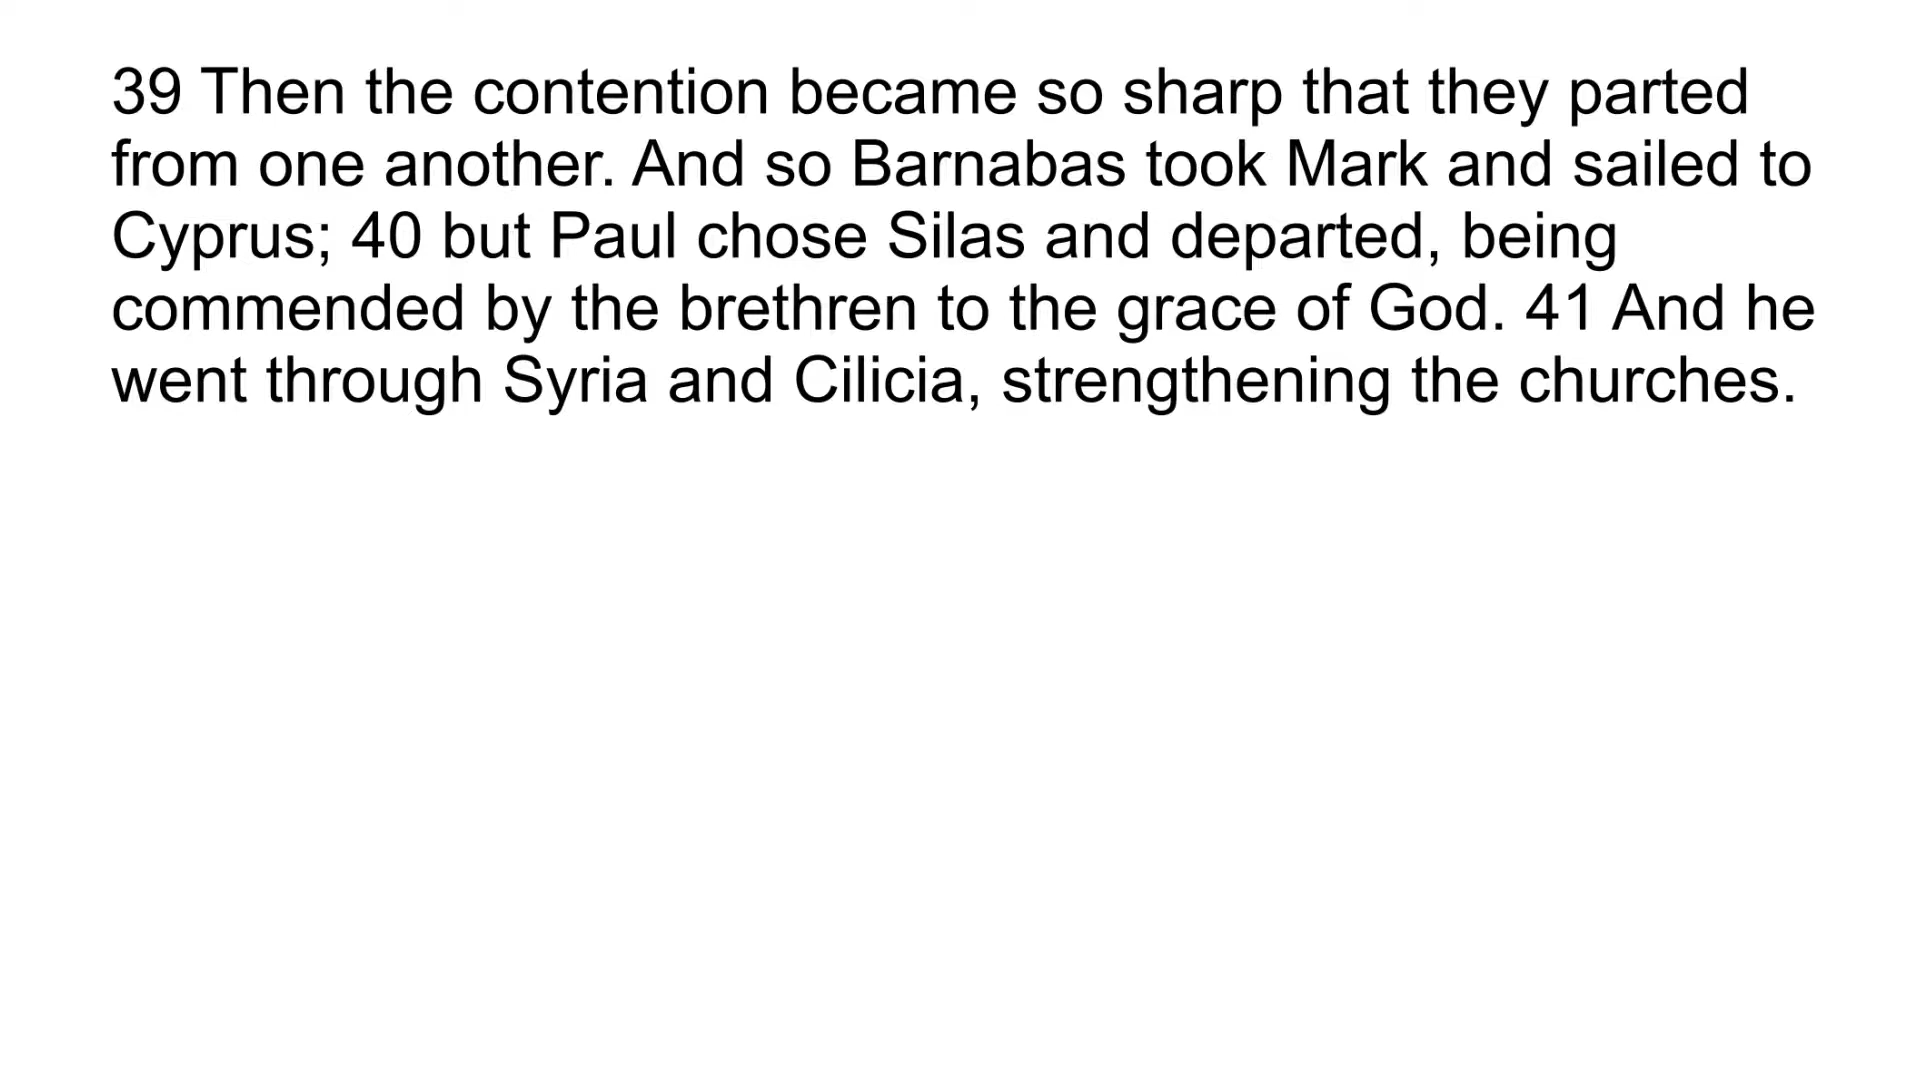 39 Then the contention became so sharp that they parted
from one another. And so Barnabas took Mark and sailed to
Cyprus; 40 but Paul chose Silas and departed, being
commended by the brethren to the grace of God. 41 And he
went through Syria and Cilicia, strengthening the churches.